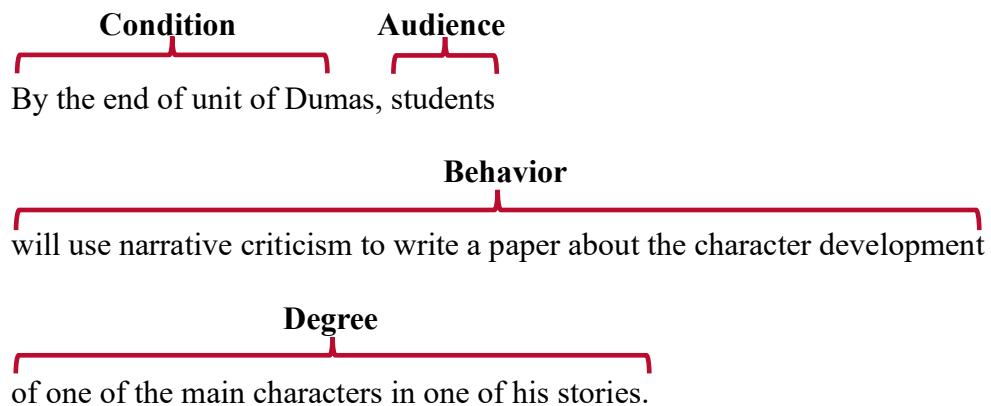 Condition Audience
By the end of unit of Dumas, students
Behavior
will use narrative criticism to write a paper about the character development
Degree
of one of the main characters in one of his stories.